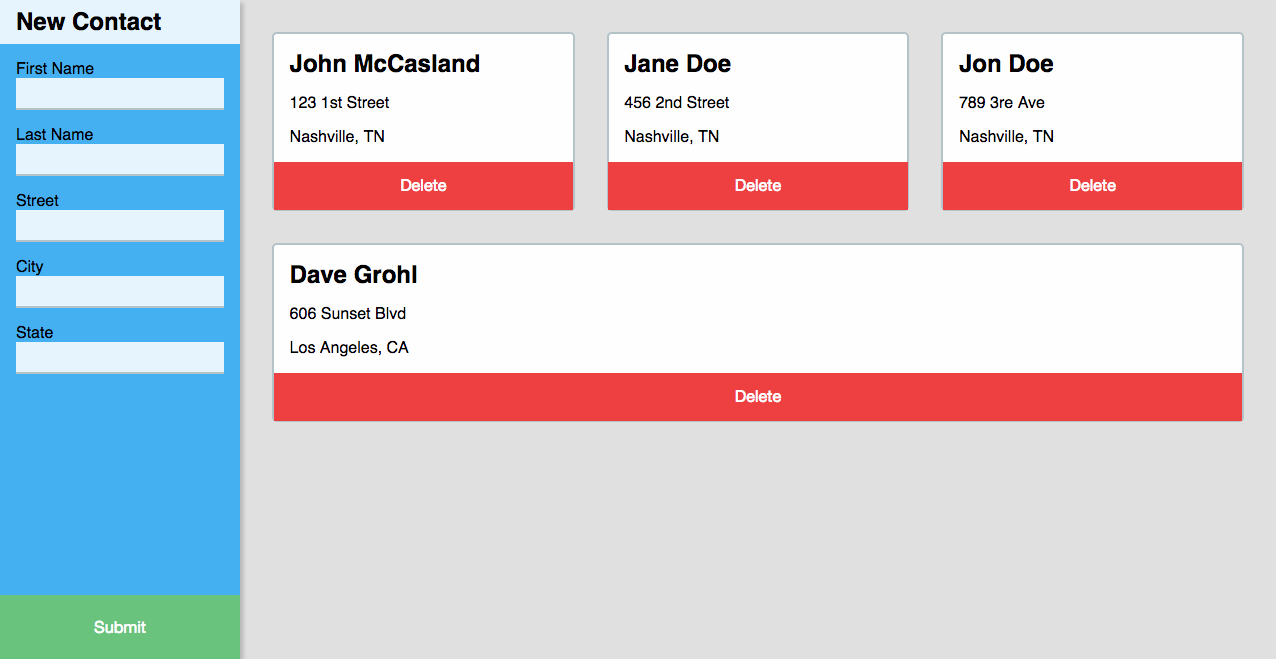 New Contact
First Name
Last Name
Street
City
State
Submit
John McCasland
123 1st Street
Nashville, TN
Delete
Jane Doe
456 2nd Street
Nashville, TN
Delete
Jon Doe
789 3re Ave
Nashville, TN
Delete
Dave Grohl
606 Sunset Blvd
Los Angeles, CA
Delete